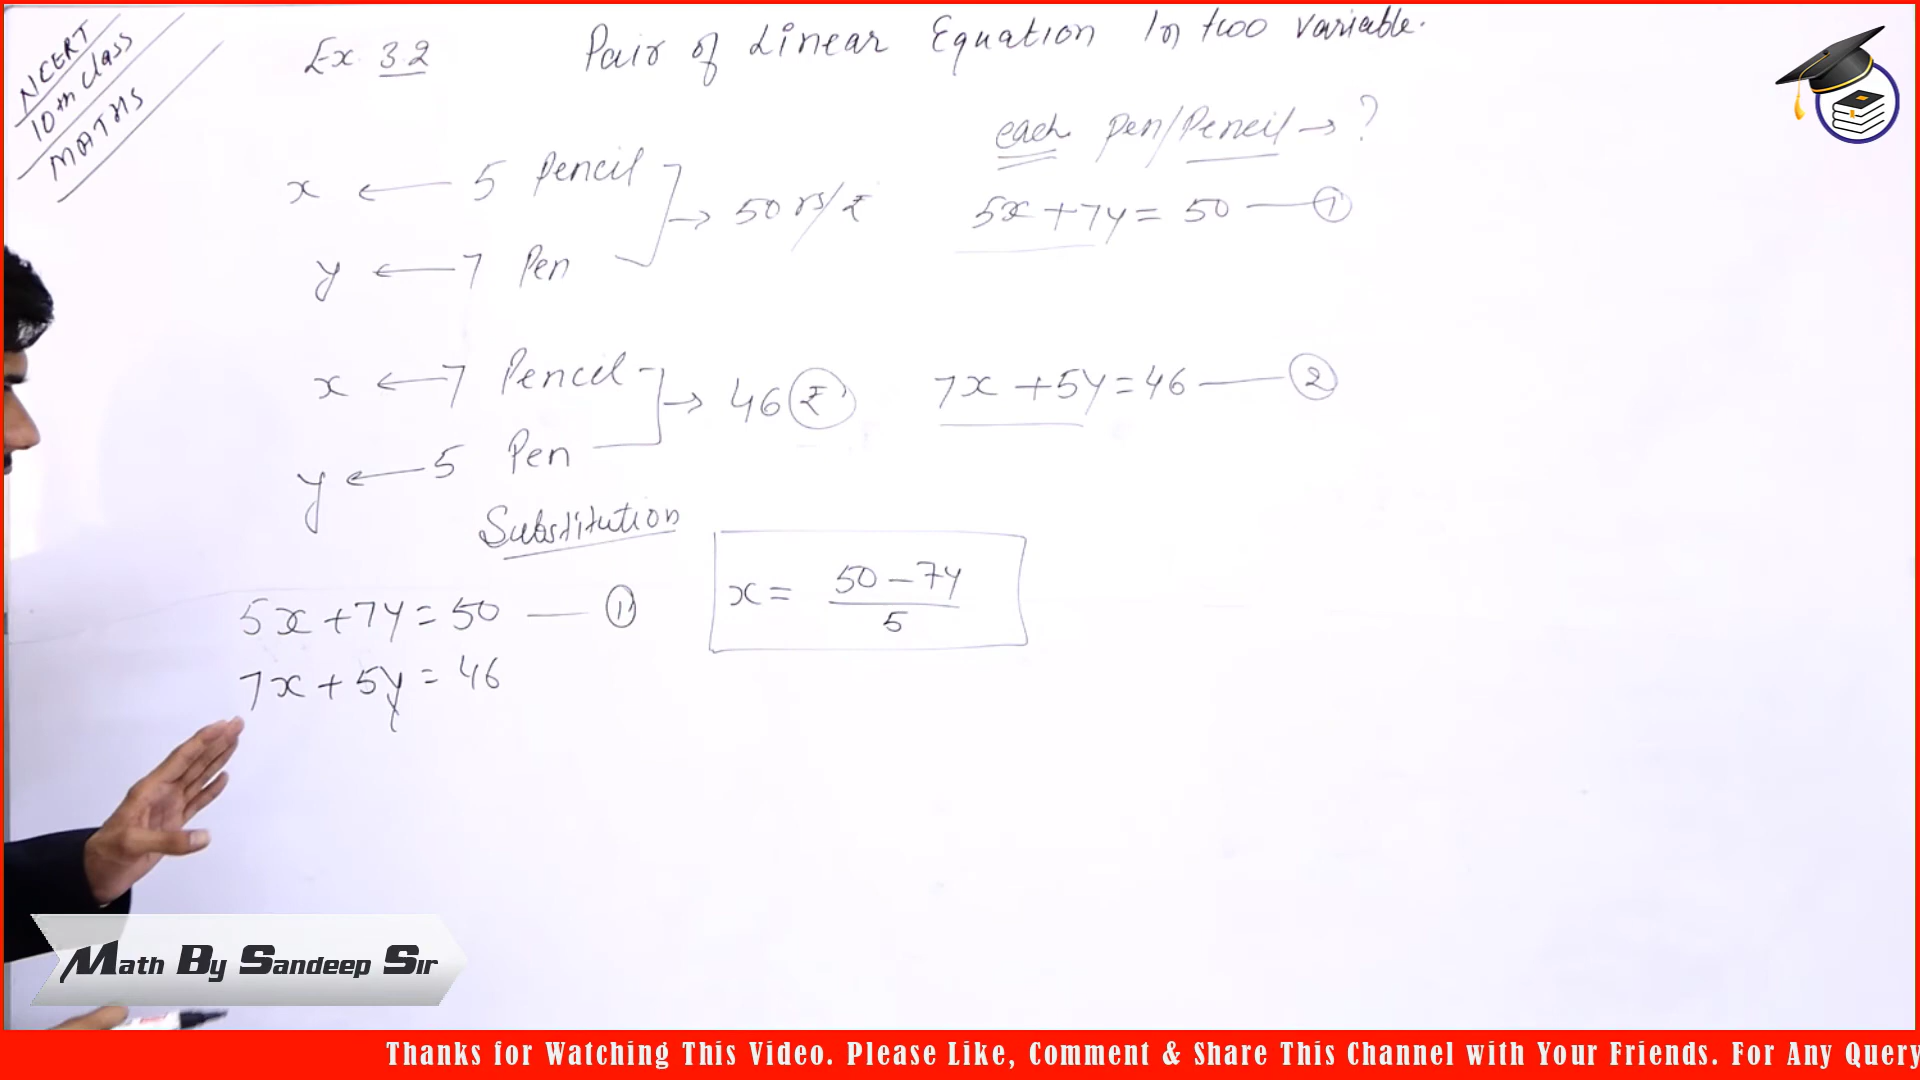 NCERT
10th Class
MATHS
Ex. 3.2 Pair of Linear Equation In two variable.
each Pen/Pencil → ?
x ← 5 Pencil
→ 50 rs/₹
5x + 7y = 50 — ①
y ← 7 Pen
x ← 7 Pencil
→ 46 ₹
7x + 5y = 46 — ②
y ← 5 Pen
Substitution
x = 50 - 7y / 5
5x + 7y = 50 — ①
7x + 5y = 46
Math By Sandeep Sir
Thanks for Watching This Video. Please Like, Comment & Share This Channel with Your Friends. For Any Query